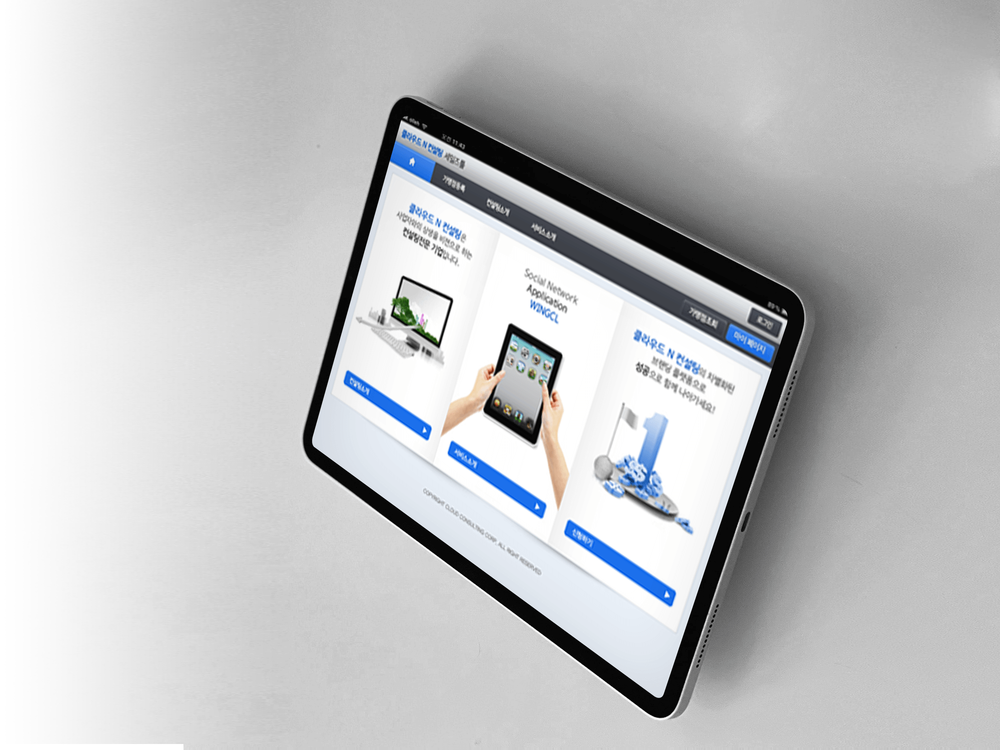 olleh
오전 11:43
89%
클라우드 N 컨설팅 세일즈툴
로그인
가맹점등록
컨설팅소개
서비스소개
가맹점조회
마이 페이지
클라우드 N 컨설팅은
사업자와의 상생을 비전으로 하는
컨설팅전문 기업입니다.
컨설팅소개
Social Network
Application
WINGCL
서비스소개
클라우드 N 컨설팅의 차별화된
브랜딩 플랫폼으로
성공으로 함께 나아가세요!
신청하기
COPYRIGHT CLOUD CONSULTING CORP. ALL RIGHT RESERVED